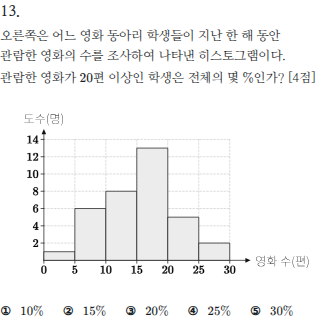 13.
오른쪽은 어느 영화 동아리 학생들이 지난 한 해 동안
관람한 영화의 수를 조사하여 나타낸 히스토그램이다.
관람한 영화가 20편 이상인 학생은 전체의 몇 %인가? [4점]
도수(명)
14
12
10
8
6
4
2
0 5 10 15 20 25 30
영화 수(편)
① 10% ② 15% ③ 20% ④ 25% ⑤ 30%